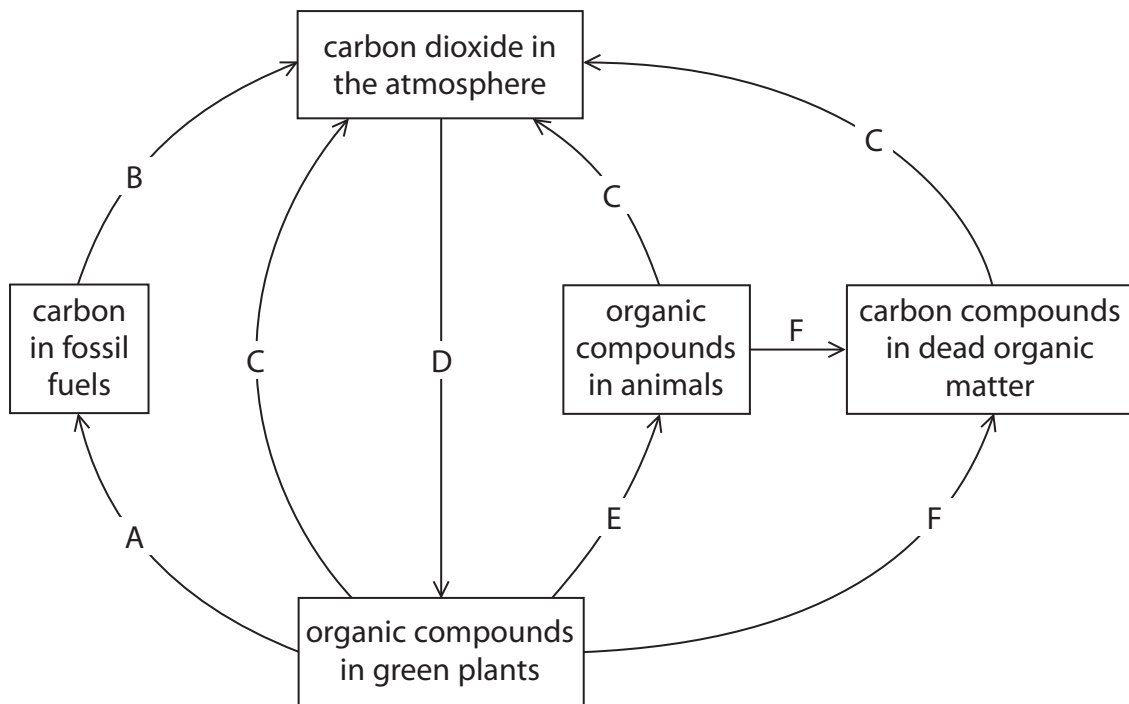 carbon dioxide in
the atmosphere
B
C
C
carbon
in fossil
fuels
C
D
organic
compounds
in animals
F
carbon compounds
in dead organic
matter
A
E
F
organic compounds
in green plants